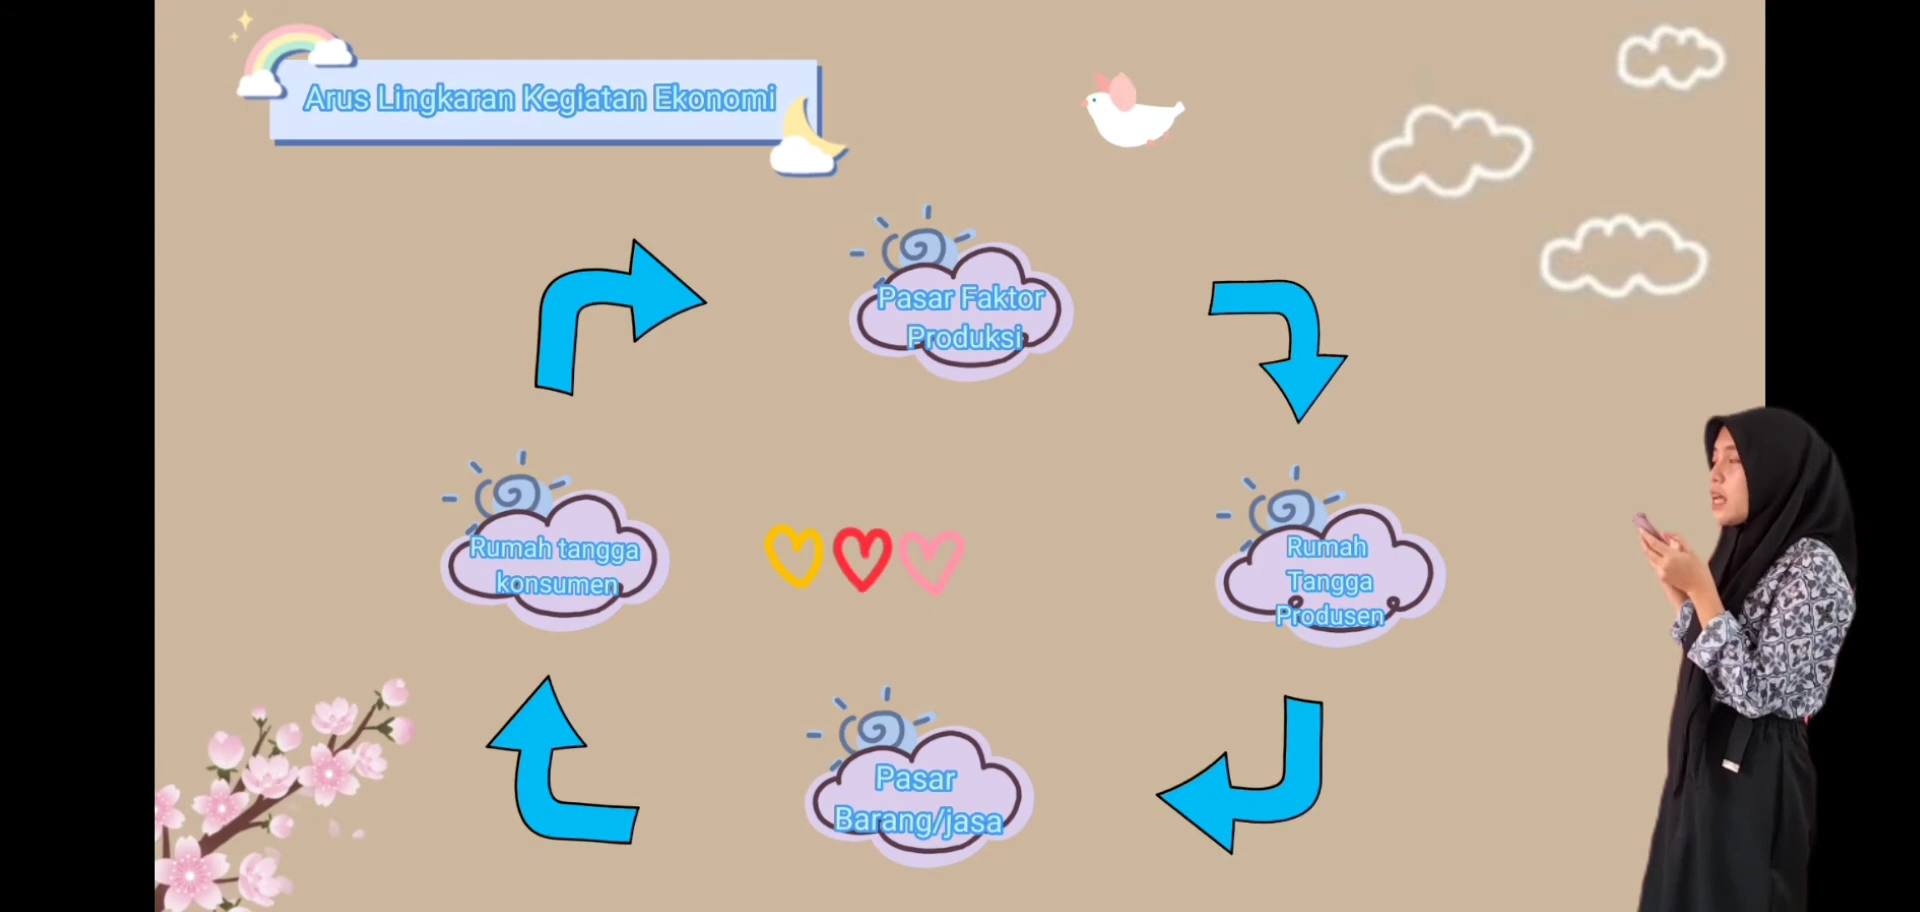 Arus Lingkaran Kegiatan Ekonomi
Pasar Faktor
Produksi
Rumah tangga
konsumen
Rumah
Tangga
Produsen
Pasar
Barang/jasa